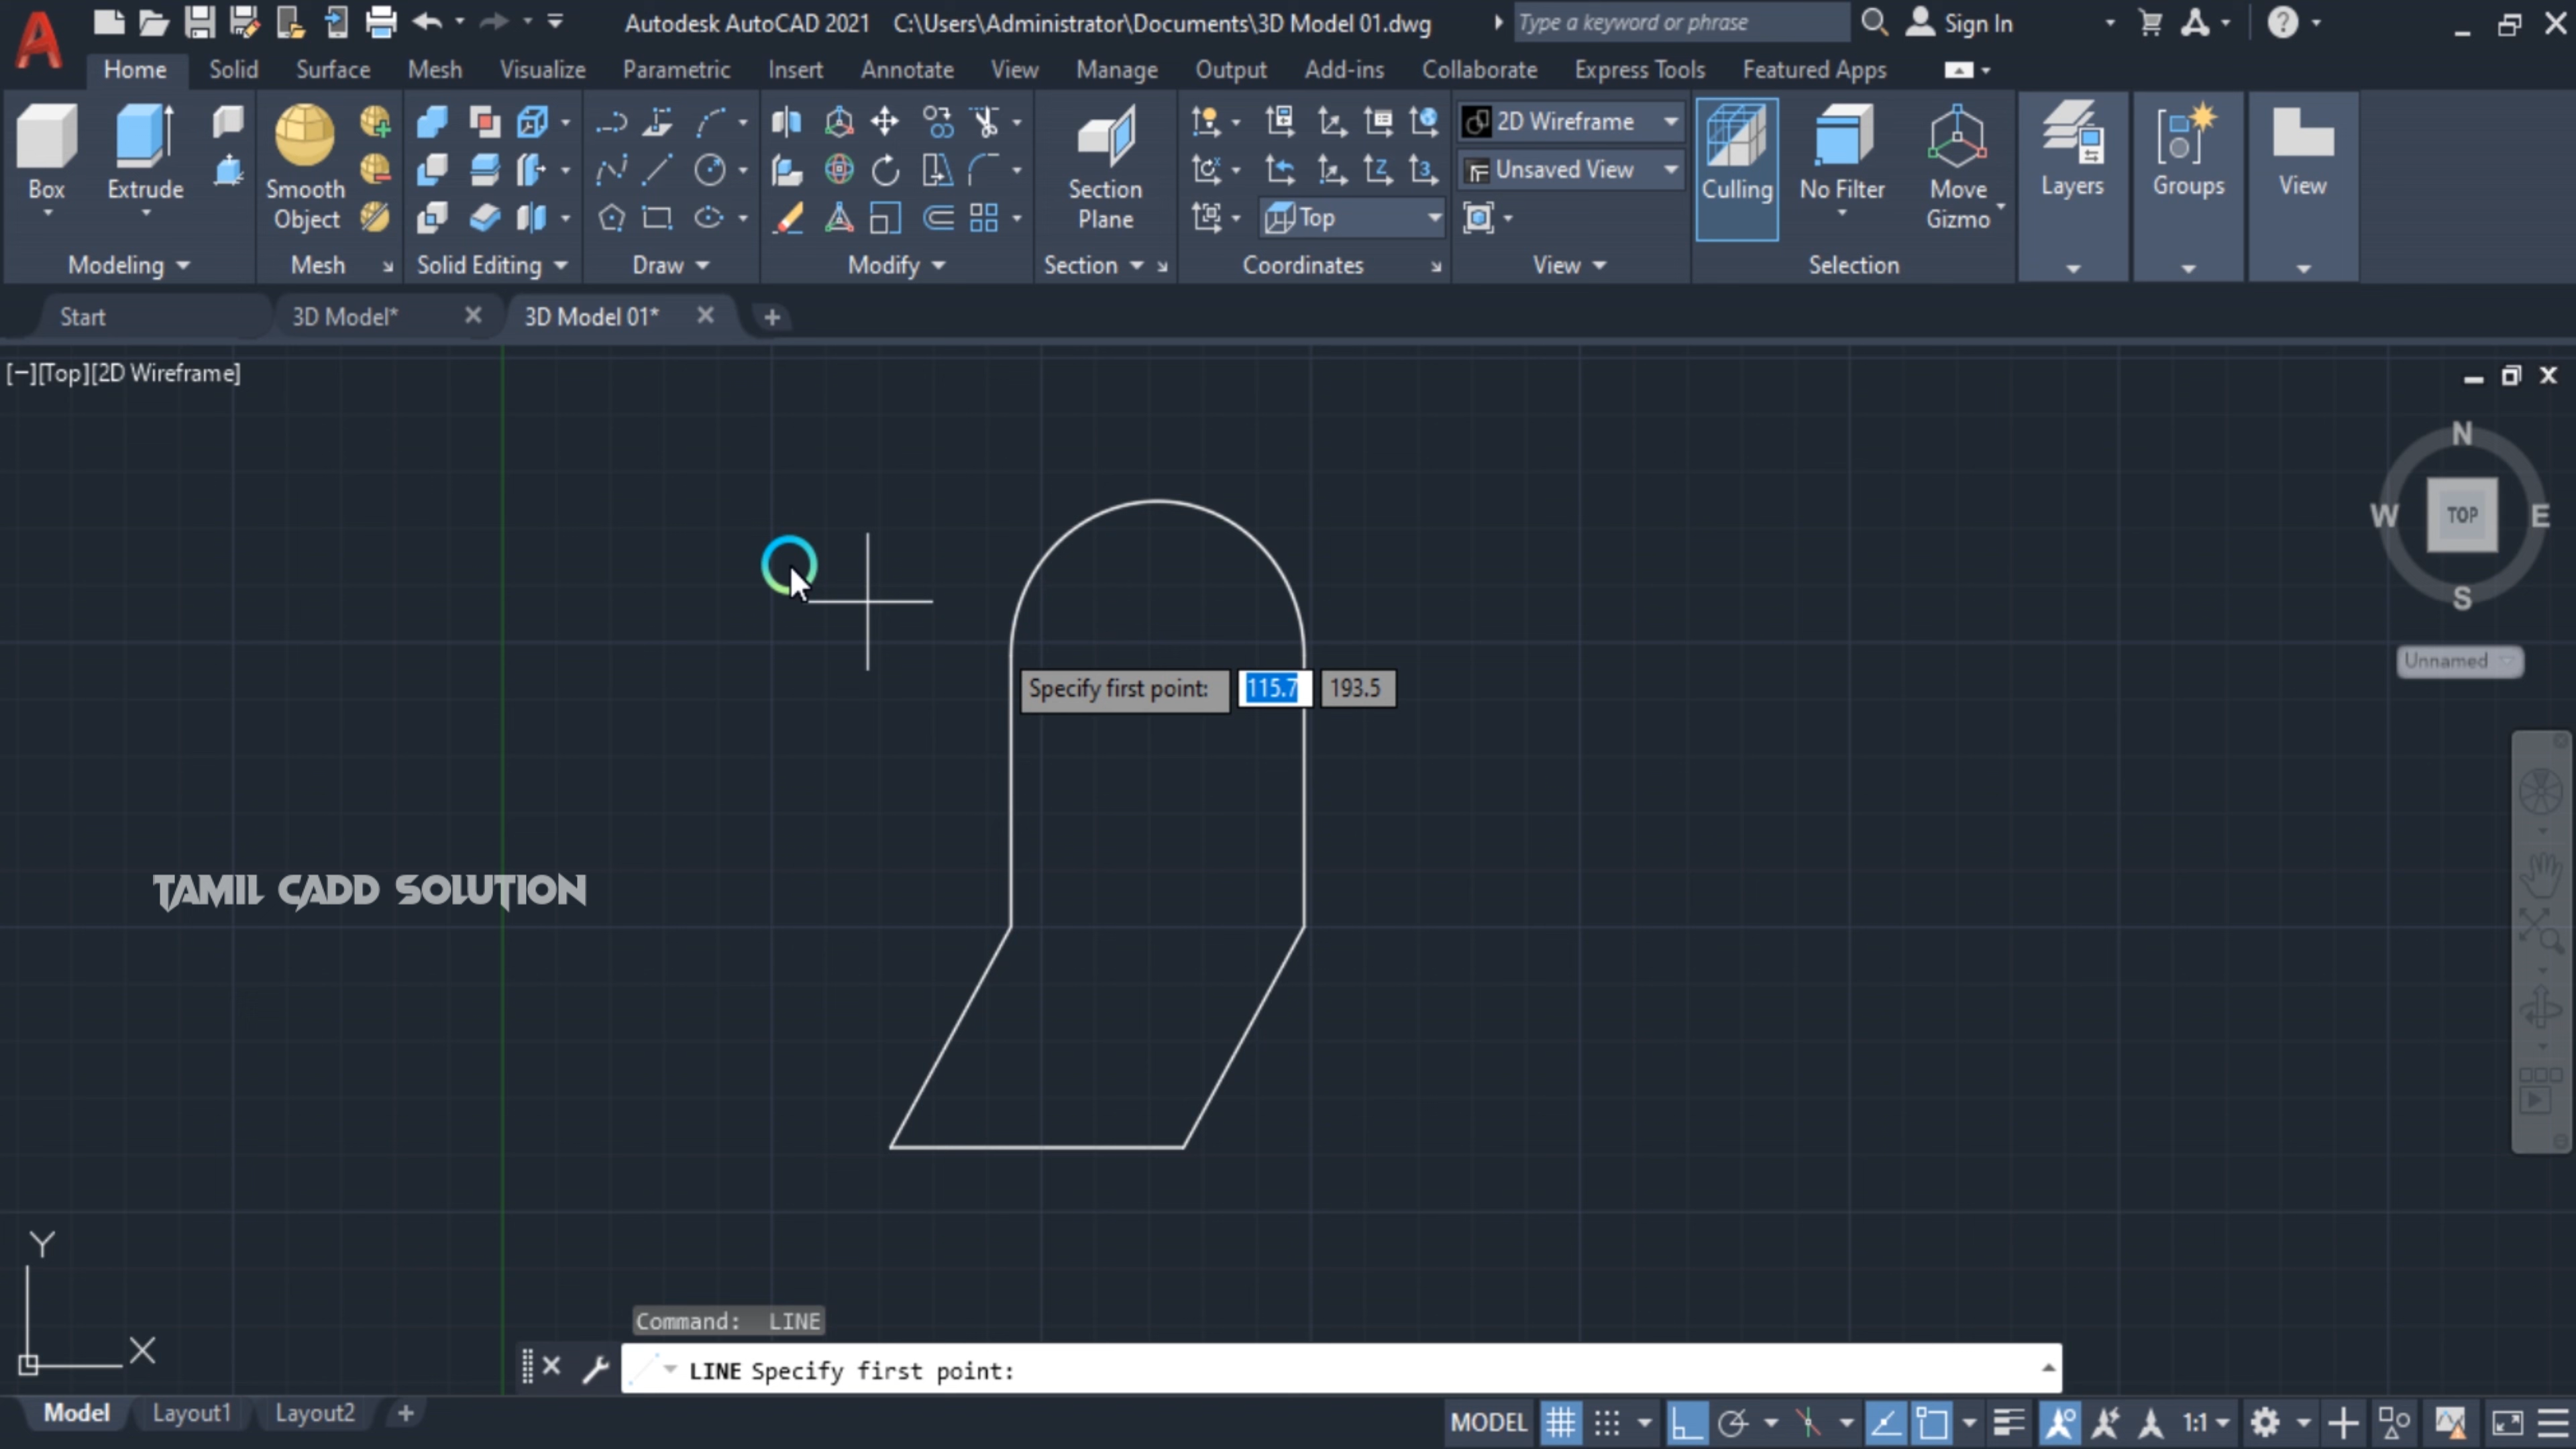 Autodesk AutoCAD 2021 C:\Users\Administrator\Documents\3D Model 01.dwg Type a keyword or phrase Sign In
Home Solid Surface Mesh Visualize Parametric Insert Annotate View Manage Output Add-ins Collaborate Express Tools Featured Apps
2D Wireframe
Unsaved View
Box Extrude Smooth Object Section Plane Top Culling No Filter Move Gizmo Layers Groups View
Modeling Mesh Solid Editing Draw Modify Section Coordinates View Selection
Start 3D Model* 3D Model 01*
[−][Top][2D Wireframe]
N
W TOP E
S
Unnamed
Specify first point: 115.7 193.5
TAMIL CADD SOLUTION
Y
X
Command: LINE
LINE Specify first point:
Model Layout1 Layout2 MODEL 1:1